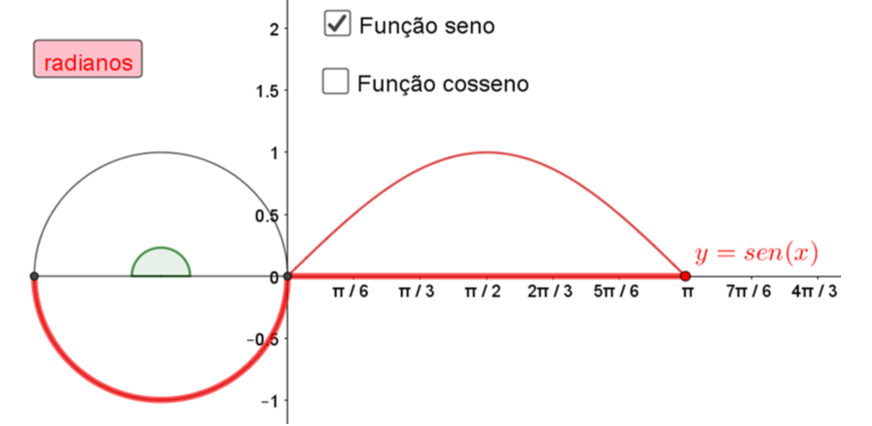 Função seno
Função cosseno
radianos
2
1.5
1
0.5
0
−0.5
−1
y = sen(x)
π / 6 π / 3 π / 2 2π / 3 5π / 6 π 7π / 6 4π / 3